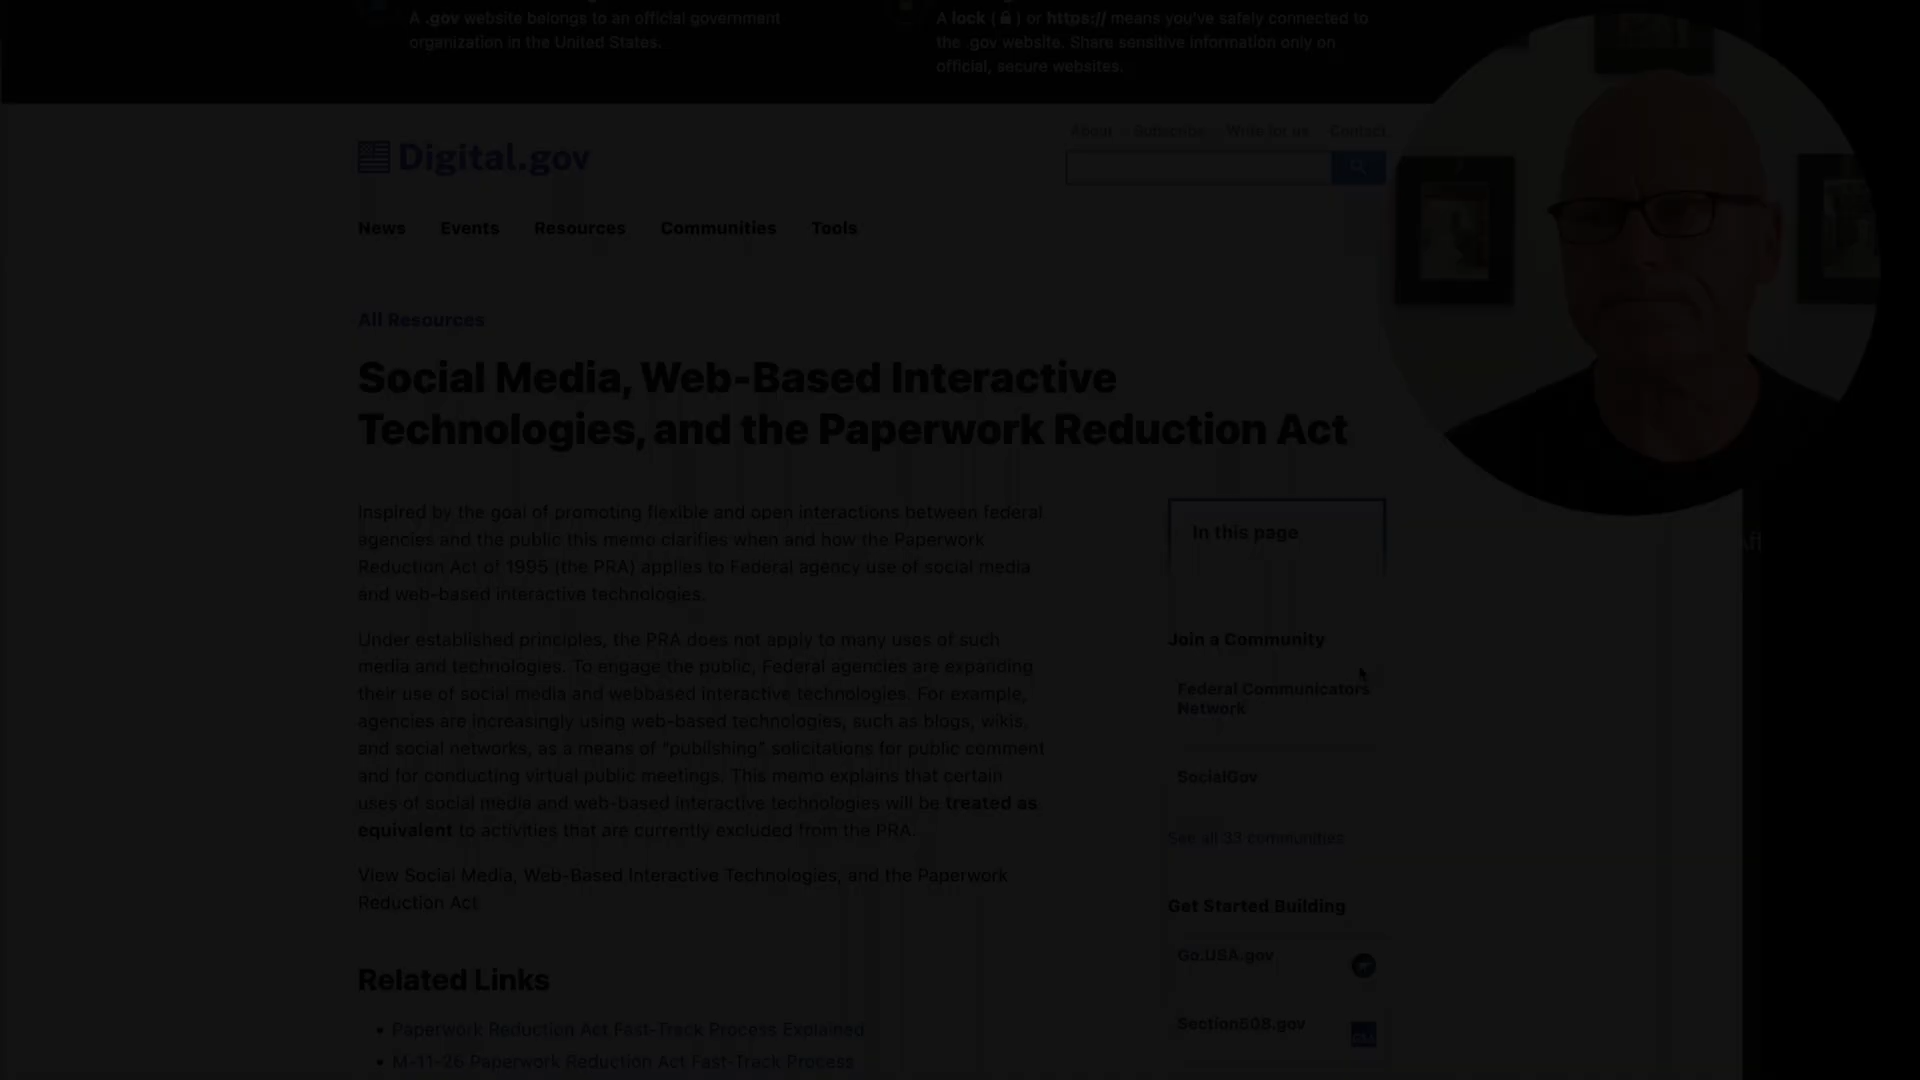 A .gov website belongs to an official government
organization in the United States.
A lock ( ) or https:// means you've safely connected to
the .gov website. Share sensitive information only on
official, secure websites.
About Subscribe Write for us Contact
Digital.gov
News Events Resources Communities Tools
All Resources
Social Media, Web-Based Interactive
Technologies, and the Paperwork Reduction Act
Inspired by the goal of promoting flexible and open interactions between federal
agencies and the public this memo clarifies when and how the Paperwork
Reduction Act of 1995 (the PRA) applies to Federal agency use of social media
and web-based interactive technologies.
Under established principles, the PRA does not apply to many uses of such
media and technologies. To engage the public, Federal agencies are expanding
their use of social media and webbased interactive technologies. For example,
agencies are increasingly using web-based technologies, such as blogs, wikis,
and social networks, as a means of “publishing” solicitations for public comment
and for conducting virtual public meetings. This memo explains that certain
uses of social media and web-based interactive technologies will be treated as
equivalent to activities that are currently excluded from the PRA.
View Social Media, Web-Based Interactive Technologies, and the Paperwork
Reduction Act
Related Links
• Paperwork Reduction Act Fast-Track Process Explained
• M-11-26 Paperwork Reduction Act Fast-Track Process
In this page
Join a Community
Federal Communicators
Network
SocialGov
See all 33 communities
Get Started Building
Go.USA.gov
Section508.gov